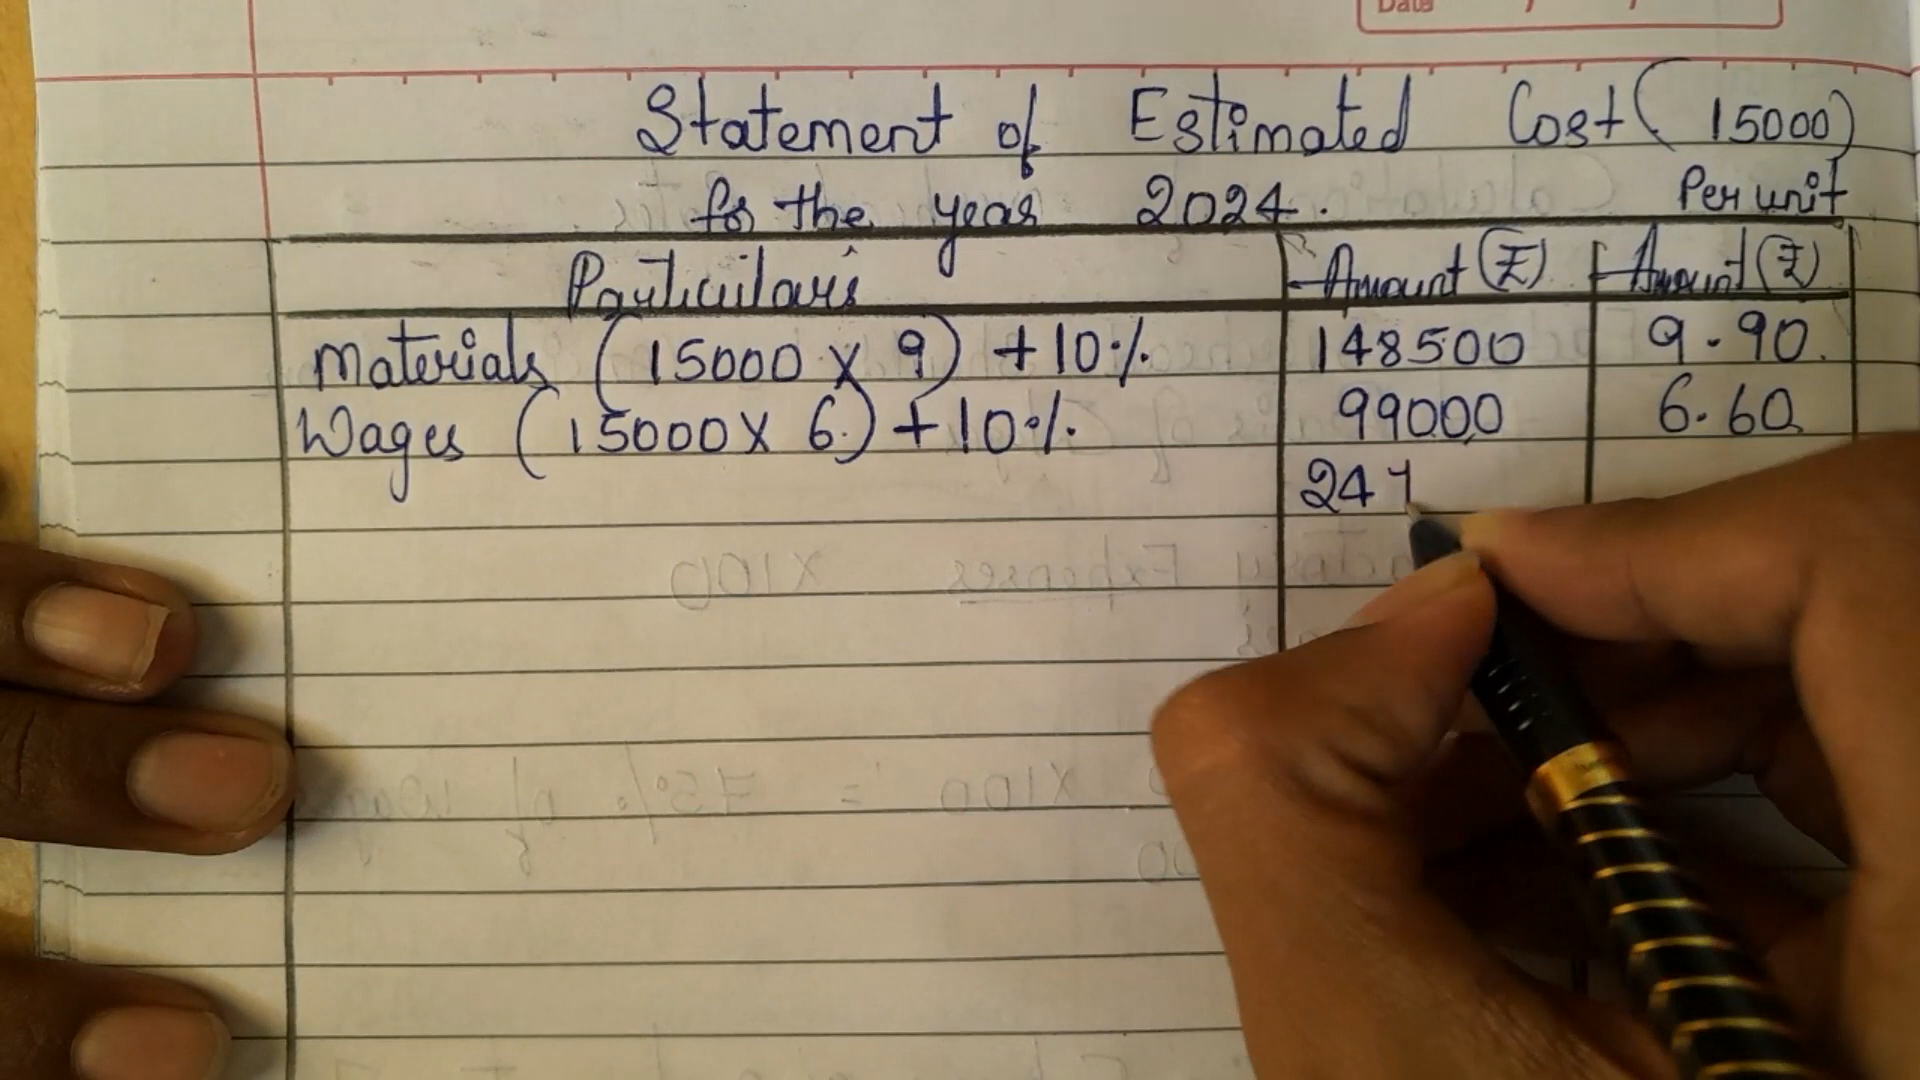 Date
Statement of Estimated Cost (15000)
for the year 2024. Per unit
Particulars Amount (₹) Amount (₹)
Materials (15000 x 9) + 10% 148500 9.90
Wages (15000 x 6) + 10% 99000 6.60
247